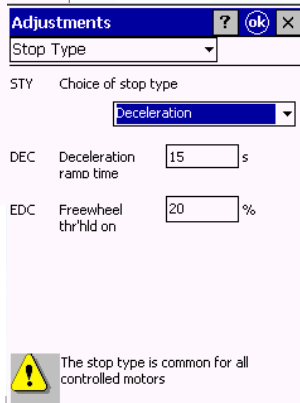 Adjustments ? ok ×
Stop Type
STY Choice of stop type
Deceleration
DEC Deceleration 15 s
ramp time
EDC Freewheel 20 %
thr'hld on
The stop type is common for all
controlled motors